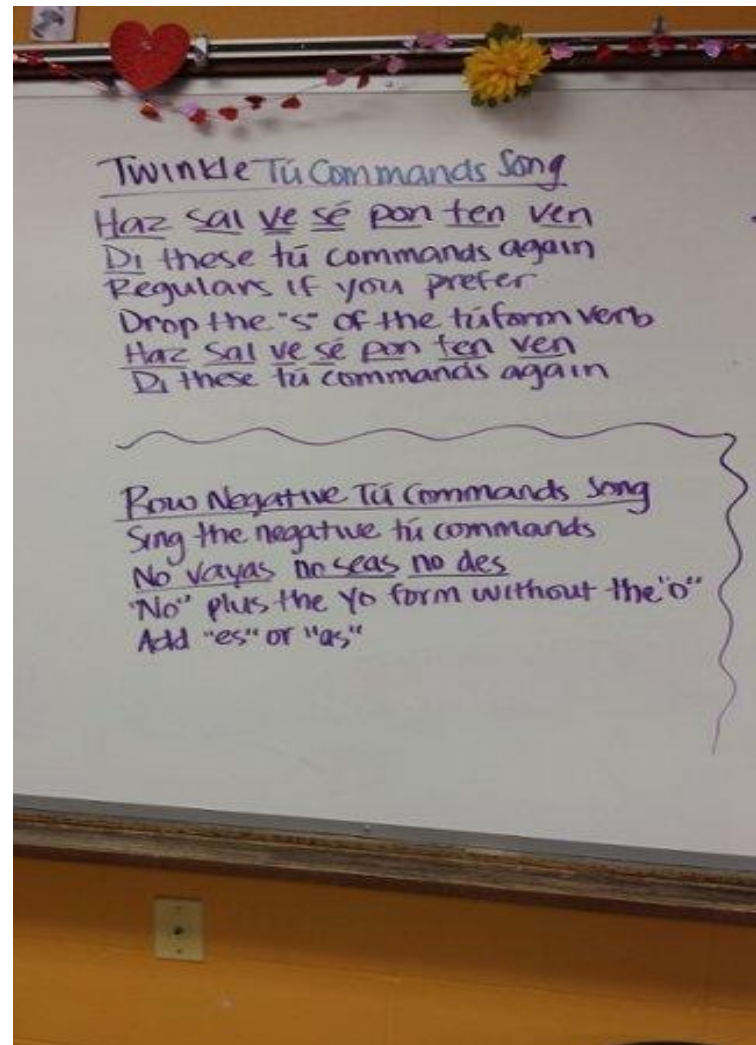 Twinkle Tú Commands Song
Haz sal ve sé pon ten ven
Di these tú commands again
Regulars if you prefer
Drop the "s" of the tú form verb
Haz sal ve sé pon ten ven
Di these tú commands again
Row Negative Tú Commands Song
Sing the negative tú commands
No vayas no seas no des
"No" plus the yo form without the "o"
Add "es" or "as"